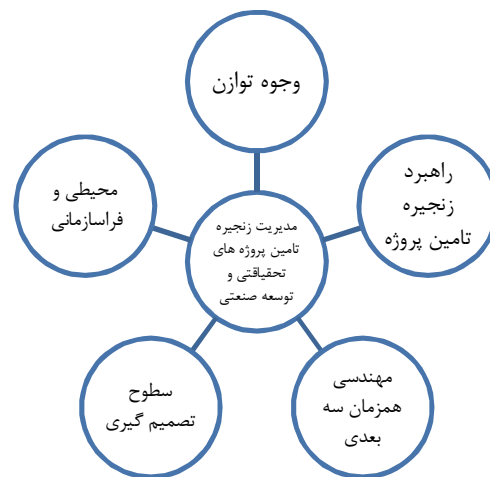 وجوه توازن
راهبرد
زنجیره
تامین پروژه
محیطی و
فراسازمانی
مدیریت زنجیره
تامین پروژه های
تحقیاقتی و
توسعه صنعتی
مهندسی
همزمان سه
بعدی
سطوح
تصمیم گیری